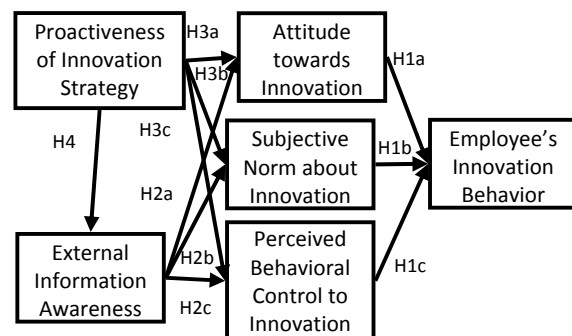 Proactiveness
of Innovation
Strategy
H3a
H3b
H3c
H4
Attitude
towards
Innovation
H1a
Subjective
Norm about
Innovation
H1b
Employee's
Innovation
Behavior
H2a
External
Information
Awareness
H2b
H2c
Perceived
Behavioral
Control to
Innovation
H1c